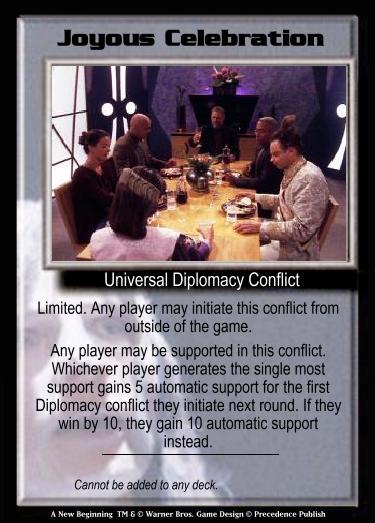 Joyous Celebration
Universal Diplomacy Conflict
Limited. Any player may initiate this conflict from
outside of the game.
Any player may be supported in this conflict.
Whichever player generates the single most
support gains 5 automatic support for the first
Diplomacy conflict they initiate next round. If they
win by 10, they gain 10 automatic support
instead.
Cannot be added to any deck.
A New Beginning TM & © Warner Bros. Game Design © Precedence Publish